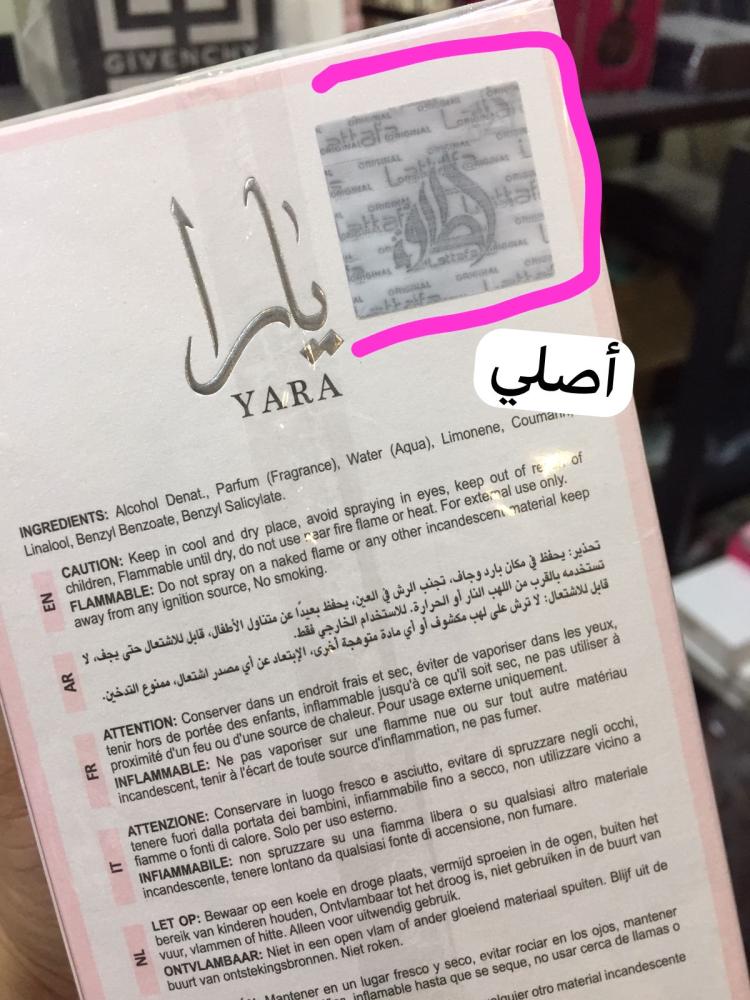 GIVENCHY
Lattafa
ORIGINAL
لطافة
يارا
YARA
أصلي
INGREDIENTS: Alcohol Denat., Parfum (Fragrance), Water (Aqua), Limonene,
Linalool, Benzyl Benzoate, Benzyl Salicylate.
EN
CAUTION: Keep in cool and dry place, avoid spraying in eyes, keep out of of
children, Flammable until dry, do not use near fire flame or heat. For external use only.
FLAMMABLE: Do not spray on a naked flame or any other incandescent material keep
away from any ignition source, No smoking.
AR
تحذير: يحفظ في مكان بارد وجاف، تجنب الرش في العين، يحفظ بعيداً عن متناول الأطفال، قابل للاشتعال حتى يجف، لا
تستخدمه بالقرب من اللهب النار أو الحرارة. للاستخدام الخارجي فقط.
قابل للاشتعال: لا ترش على لهب مكشوف أو أي مادة متوهجة أخرى، الإبتعاد عن أي مصدر اشتعال، ممنوع التدخين.
FR
ATTENTION: Conserver dans un endroit frais et sec, éviter de vaporiser dans les yeux,
tenir hors de portée des enfants, inflammable jusqu'à ce qu'il soit sec, ne pas utiliser à
proximité d'un feu ou d'une source de chaleur. Pour usage externe uniquement.
INFLAMMABLE: Ne pas vaporiser sur une flamme nue ou sur tout autre matériau
incandescent, tenir à l'écart de toute source d'inflammation, ne pas fumer.
IT
ATTENZIONE: Conservare in luogo fresco e asciutto, evitare di spruzzare negli occhi,
tenere fuori dalla portata dei bambini, infiammabile fino a secco, non utilizzare vicino a
fiamme o fonti di calore. Solo per uso esterno.
INFIAMMABILE: non spruzzare su una fiamma libera o su qualsiasi altro materiale
incandescente, tenere lontano da qualsiasi fonte di accensione, non fumare.
NL
LET OP: Bewaar op een koele en droge plaats, vermijd sproeien in de ogen, buiten het
bereik van kinderen houden, Ontvlambaar tot het droog is, niet gebruiken in de buurt van
vuur, vlammen of hitte. Alleen voor uitwendig gebruik.
ONTVLAMBAAR: Niet in een open vlam of ander gloeiend materiaal spuiten. Blijf uit de
buurt van ontstekingsbronnen. Niet roken.
Mantener en un lugar fresco y seco, evitar rociar en los ojos, mantener
inflamable hasta que se seque, no usar cerca de llamas o
otro material incandescente